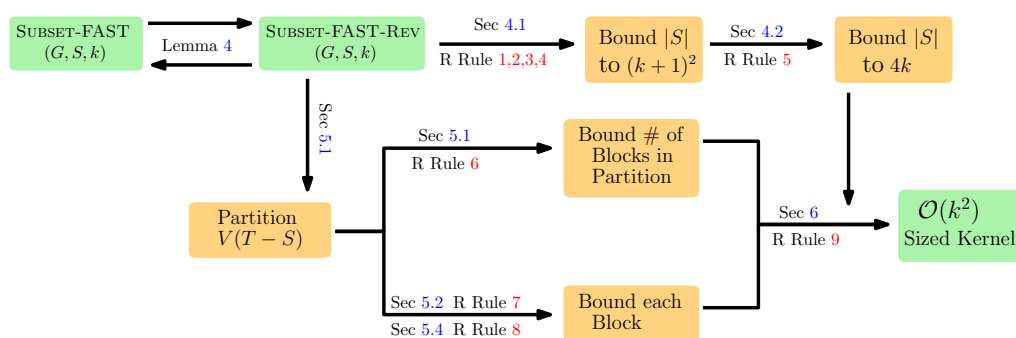 SUBSET-FAST
(G, S, k)
Lemma 4
SUBSET-FAST-REV
(G, S, k)
Sec 4.1
R Rule 1,2,3,4
Bound |S|
to (k + 1)²
Sec 4.2
R Rule 5
Bound |S|
to 4k
Sec 5.1
Partition
V(T − S)
Sec 5.1
R Rule 6
Bound # of
Blocks in
Partition
Sec 5.2 R Rule 7
Sec 5.4 R Rule 8
Bound each
Block
Sec 6
R Rule 9
𝒪(k²)
Sized Kernel